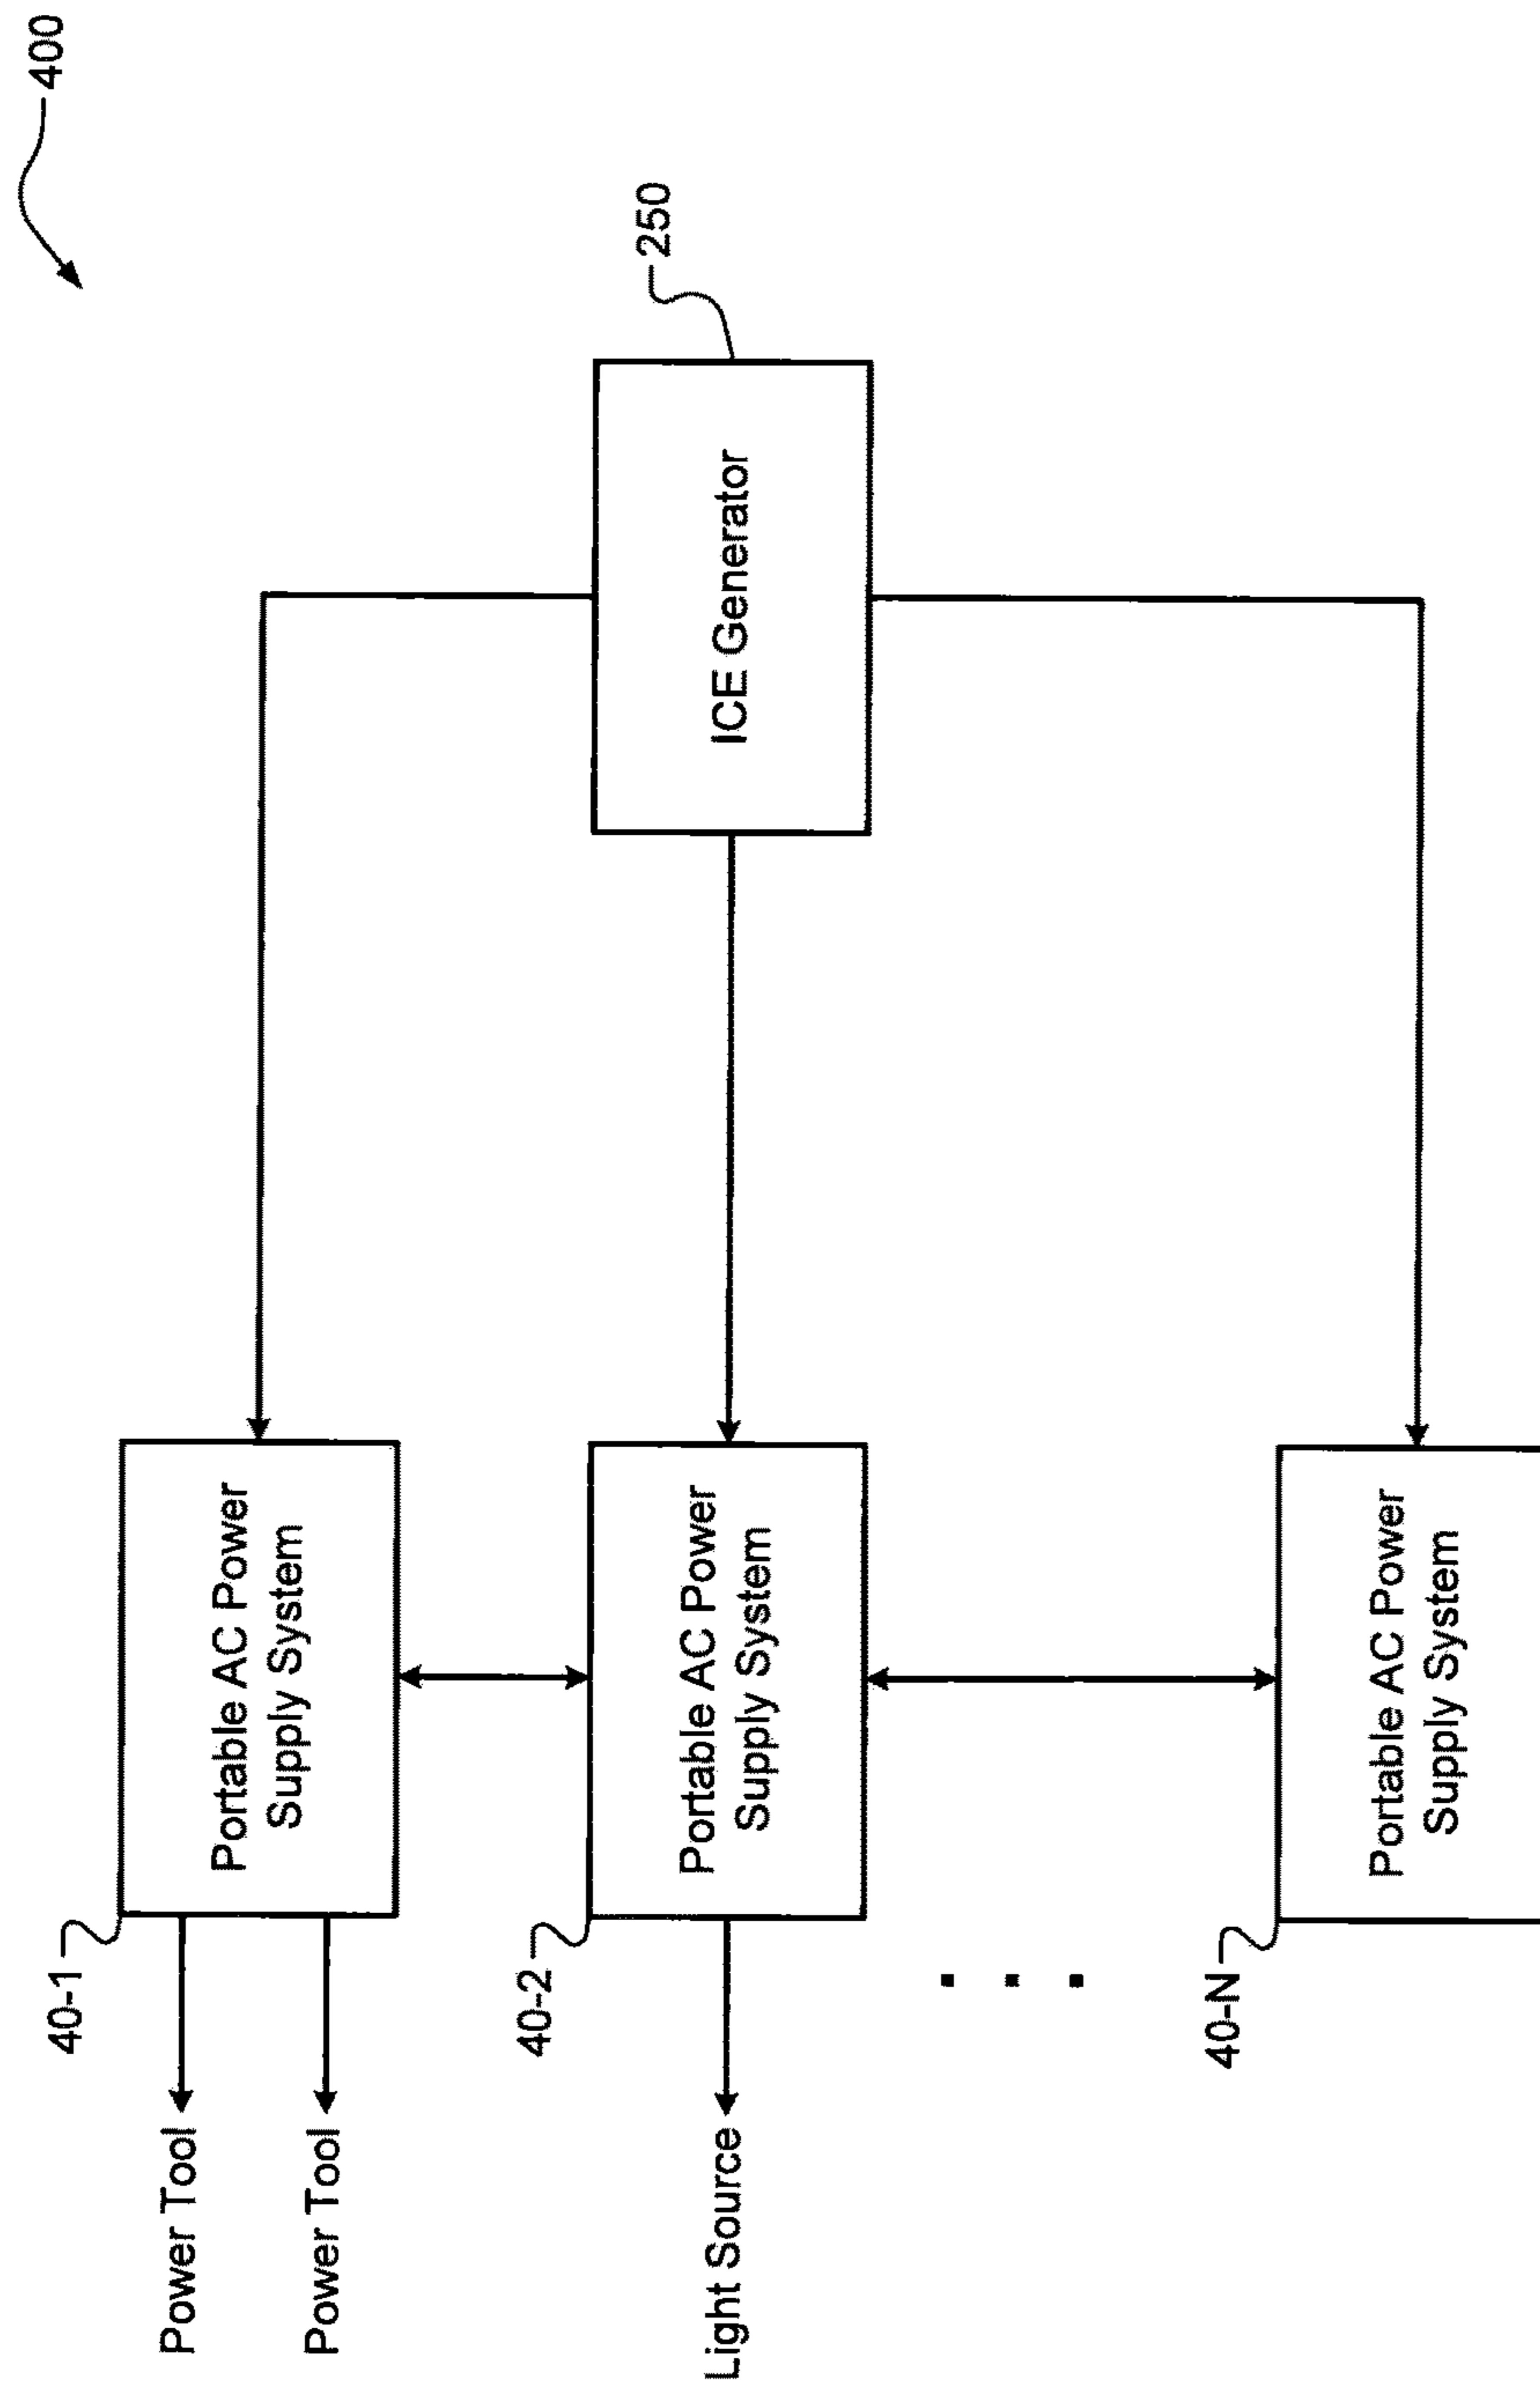 400
40-1
Portable AC Power
Supply System
Power Tool
Power Tool
40-2
Portable AC Power
Supply System
Light Source
ICE Generator
250
40-N
Portable AC Power
Supply System